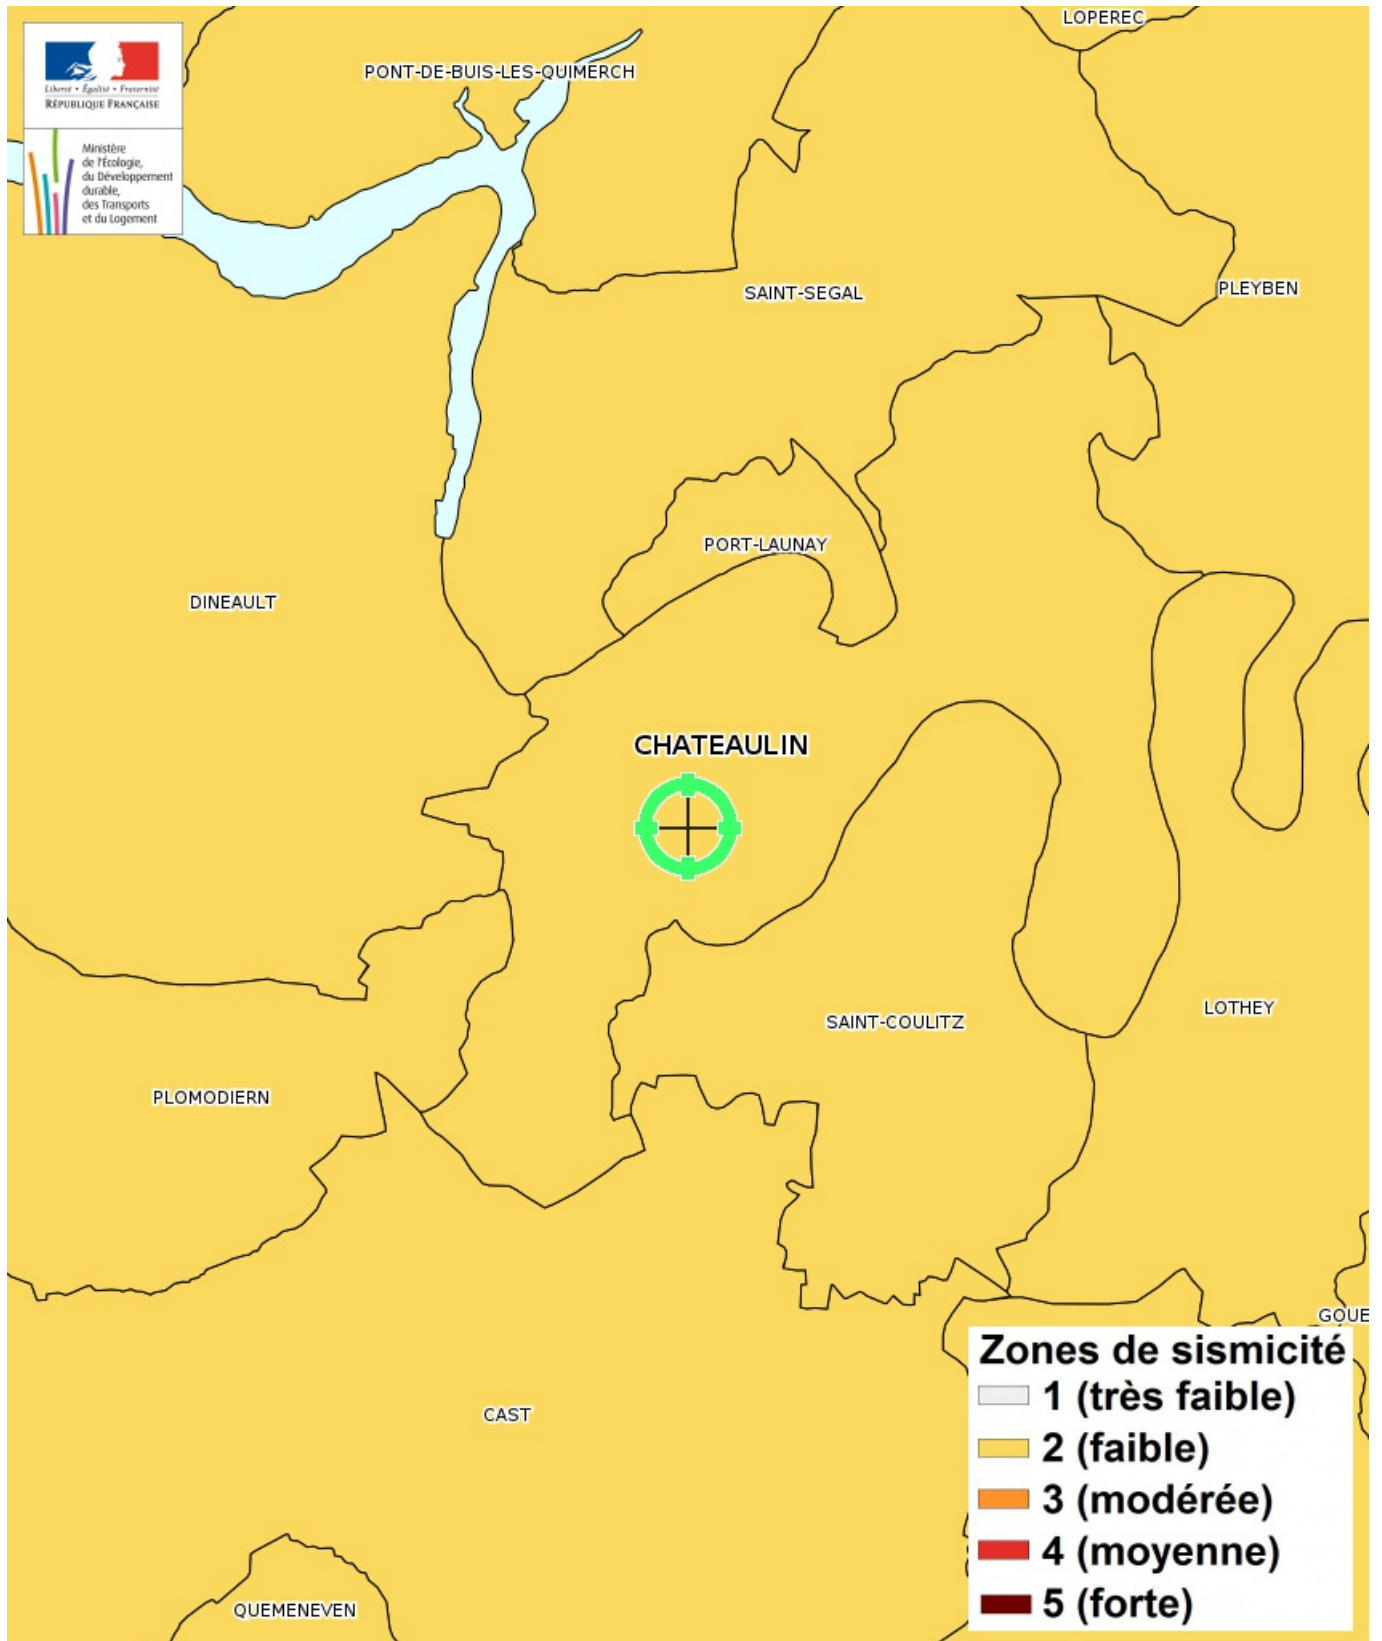 LOPEREC
Liberté • Égalité • Fraternité
RÉPUBLIQUE FRANÇAISE
PONT-DE-BUIS-LES-QUIMERCH
Ministère
de l'Écologie,
du Développement
durable,
des Transports
et du Logement
SAINT-SEGAL
PLEYBEN
PORT-LAUNAY
DINEAULT
CHATEAULIN
LOTHEY
SAINT-COULITZ
PLOMODIERN
GOUE
Zones de sismicité
1 (très faible)
2 (faible)
3 (modérée)
4 (moyenne)
5 (forte)
CAST
QUEMENEVEN